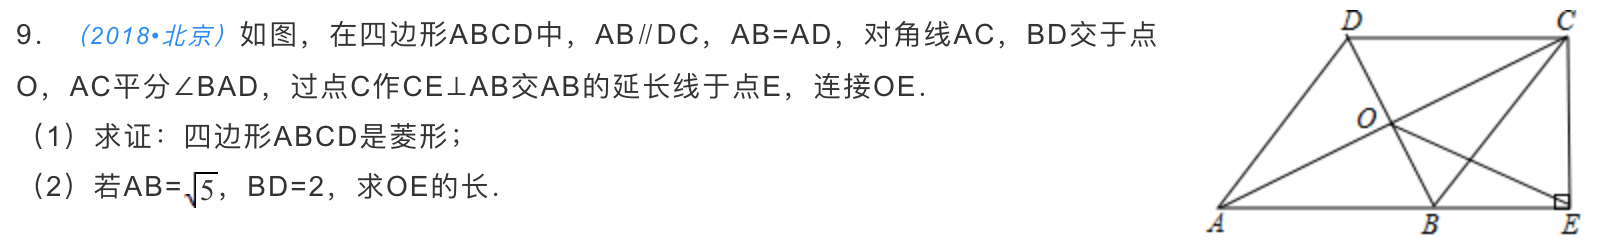 9. （2018•北京）如图，在四边形ABCD中，AB∥DC，AB=AD，对角线AC，BD交于点
O，AC平分∠BAD，过点C作CE⊥AB交AB的延长线于点E，连接OE.
（1）求证：四边形ABCD是菱形；
（2）若AB=√5，BD=2，求OE的长.
D C
O
A B E